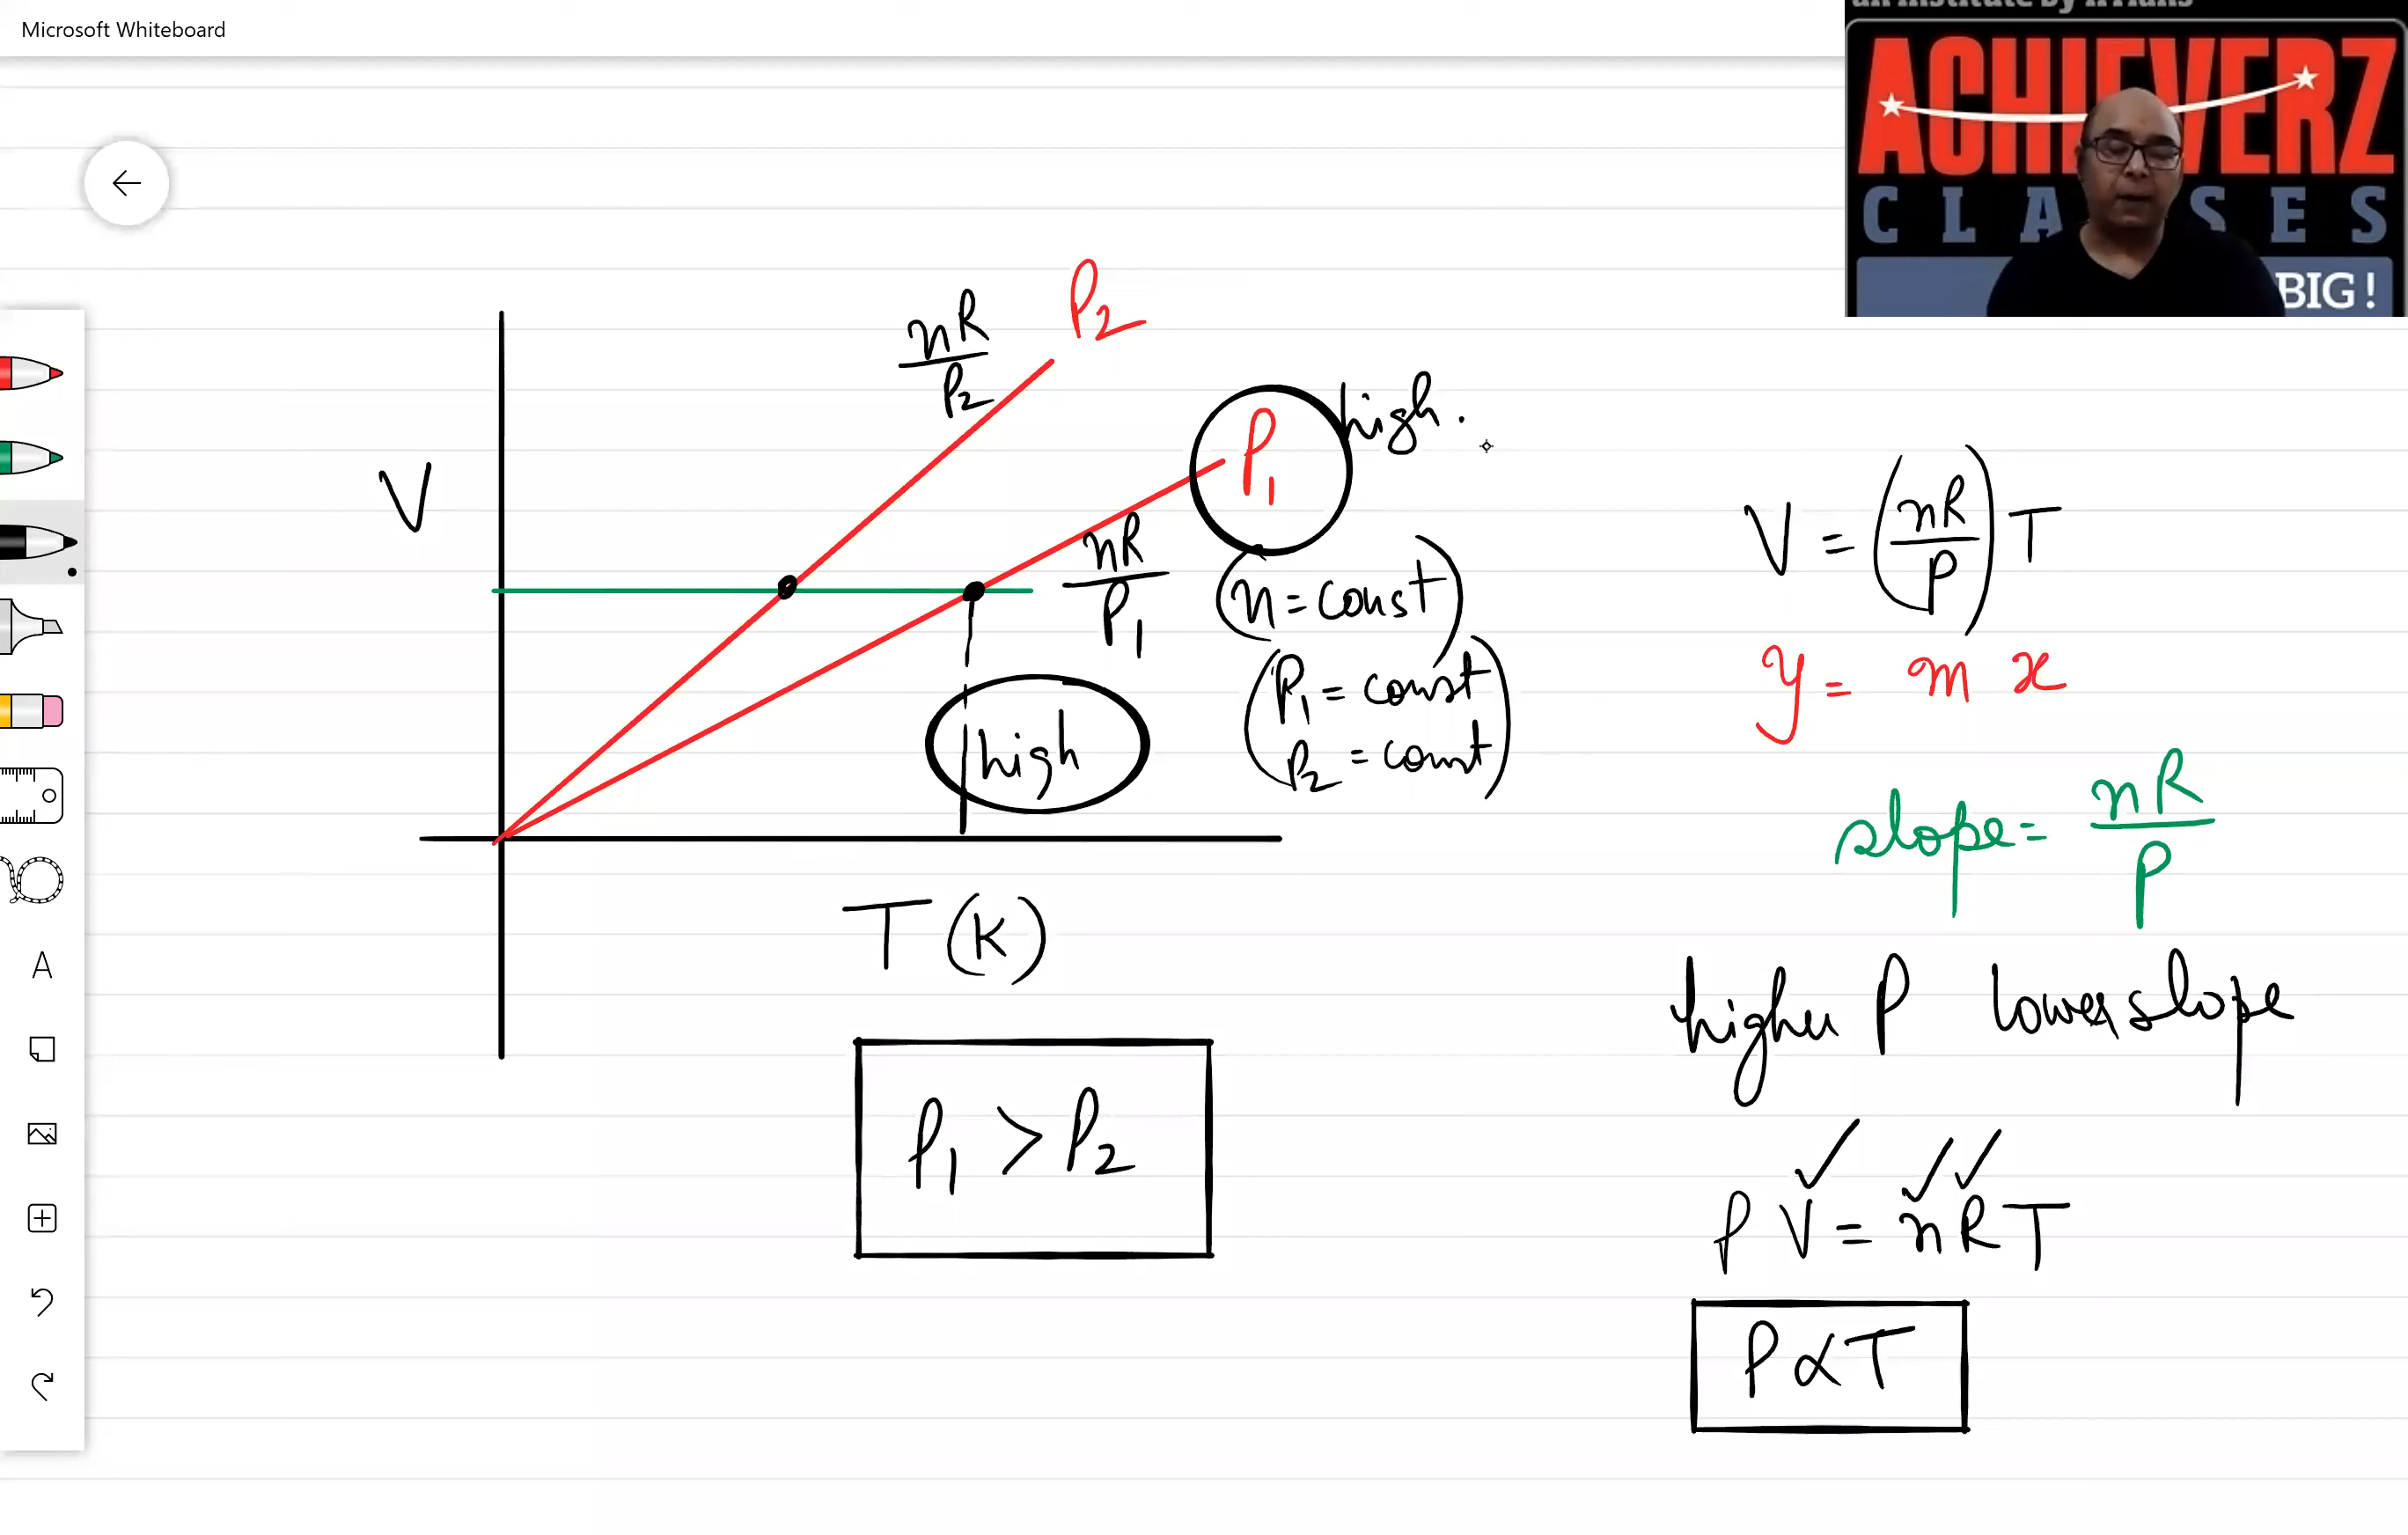 Microsoft Whiteboard
ACHIEVERZ
CLASSES
BIG!
V
nR/P₂
P₂
P₁
high.
nR/P₁
(n = const)
(P₁ = const
P₂ = const)
high
T (K)
P₁ > P₂
V = (nR/P) T
y = m x
slope = nR/P
higher P lower slope
PV = nRT
P ∝ T
A